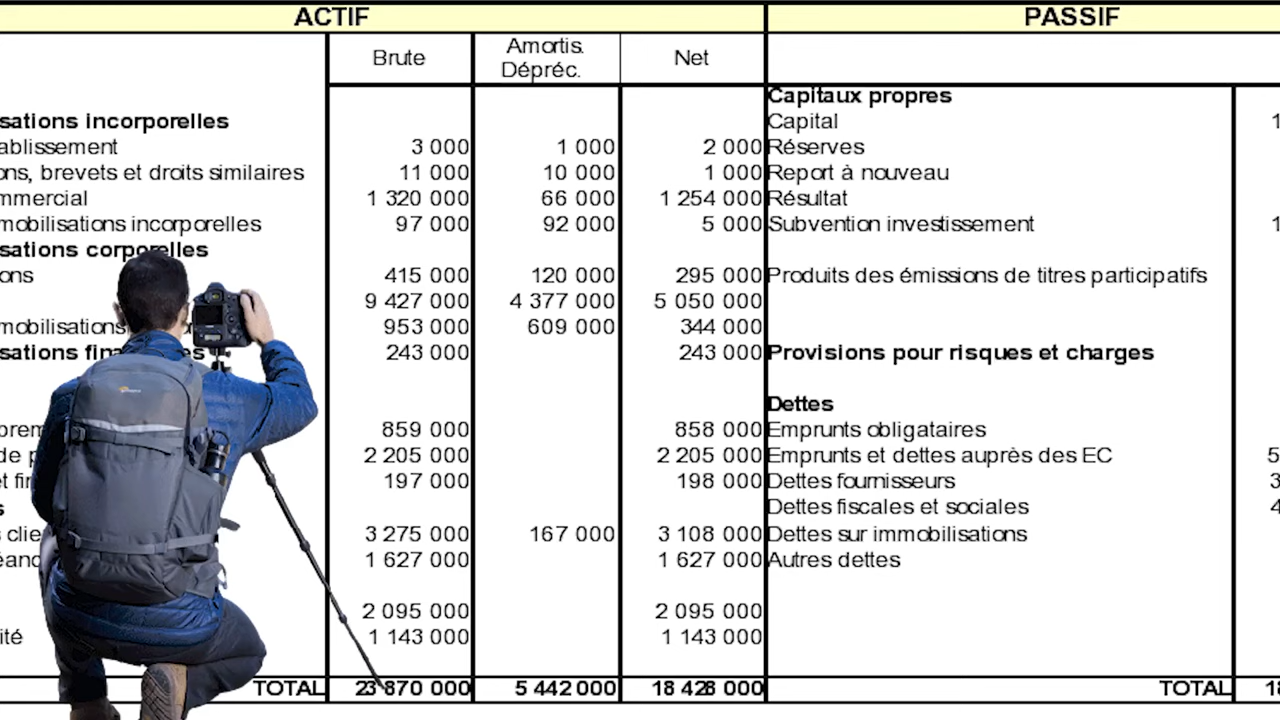 ACTIF PASSIF
Brute Amortis. Dépréc. Net
Capitaux propres
sations incorporelles Capital 1
ablissement 3 000 1 000 2 000 Réserves
ons, brevets et droits similaires 11 000 10 000 1 000 Report à nouveau
mmercial 1 320 000 66 000 1 254 000 Résultat
mobilisations incorporelles 97 000 92 000 5 000 Subvention investissement 1
sations corporelles
ons 415 000 120 000 295 000 Produits des émissions de titres participatifs
9 427 000 4 377 000 5 050 000
mobilisations 953 000 609 000 344 000
sations 243 000 243 000 Provisions pour risques et charges
Dettes
859 000 858 000 Emprunts obligataires
de 2 205 000 2 205 000 Emprunts et dettes auprès des EC 5
et 197 000 198 000 Dettes fournisseurs 3
Dettes fiscales et sociales 4
3 275 000 167 000 3 108 000 Dettes sur immobilisations
1 627 000 1 627 000 Autres dettes
2 095 000 2 095 000
ité 1 143 000 1 143 000
TOTAL 23 870 000 5 442 000 18 428 000 TOTAL 18